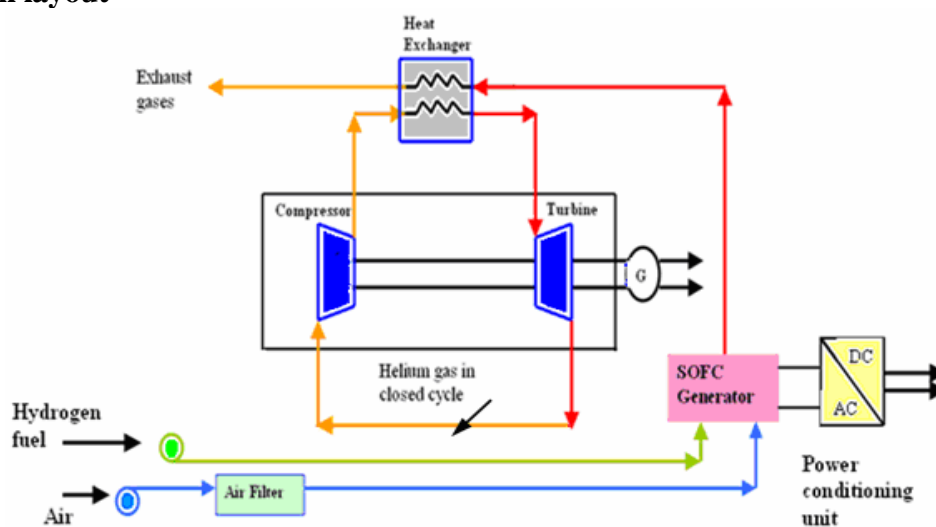 Heat
Exchanger
Exhaust
gases
Compressor
Turbine
G
Helium gas in
closed cycle
SOFC
Generator
DC
AC
Hydrogen
fuel
Air Filter
Air
Power
conditioning
unit